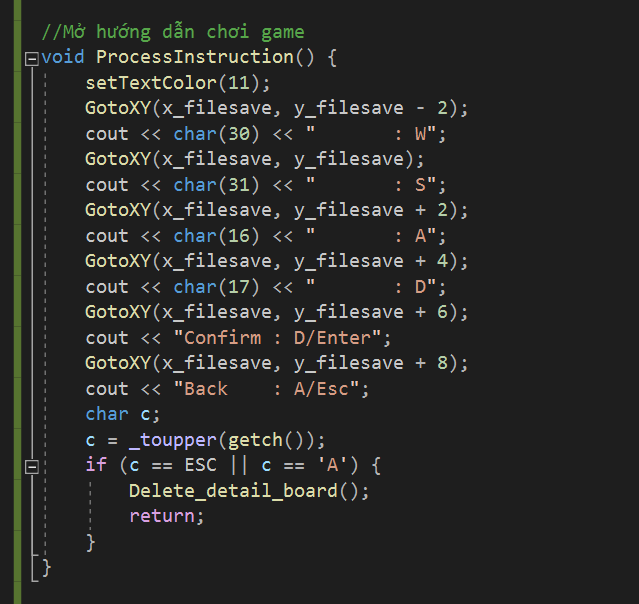 //Mở hướng dẫn chơi game
void ProcessInstruction() {
    setTextColor(11);
    GotoXY(x_filesave, y_filesave - 2);
    cout << char(30) << "       : W";
    GotoXY(x_filesave, y_filesave);
    cout << char(31) << "       : S";
    GotoXY(x_filesave, y_filesave + 2);
    cout << char(16) << "       : A";
    GotoXY(x_filesave, y_filesave + 4);
    cout << char(17) << "       : D";
    GotoXY(x_filesave, y_filesave + 6);
    cout << "Confirm : D/Enter";
    GotoXY(x_filesave, y_filesave + 8);
    cout << "Back    : A/Esc";
    char c;
    c = _toupper(getch());
    if (c == ESC || c == 'A') {
        Delete_detail_board();
        return;
    }
}